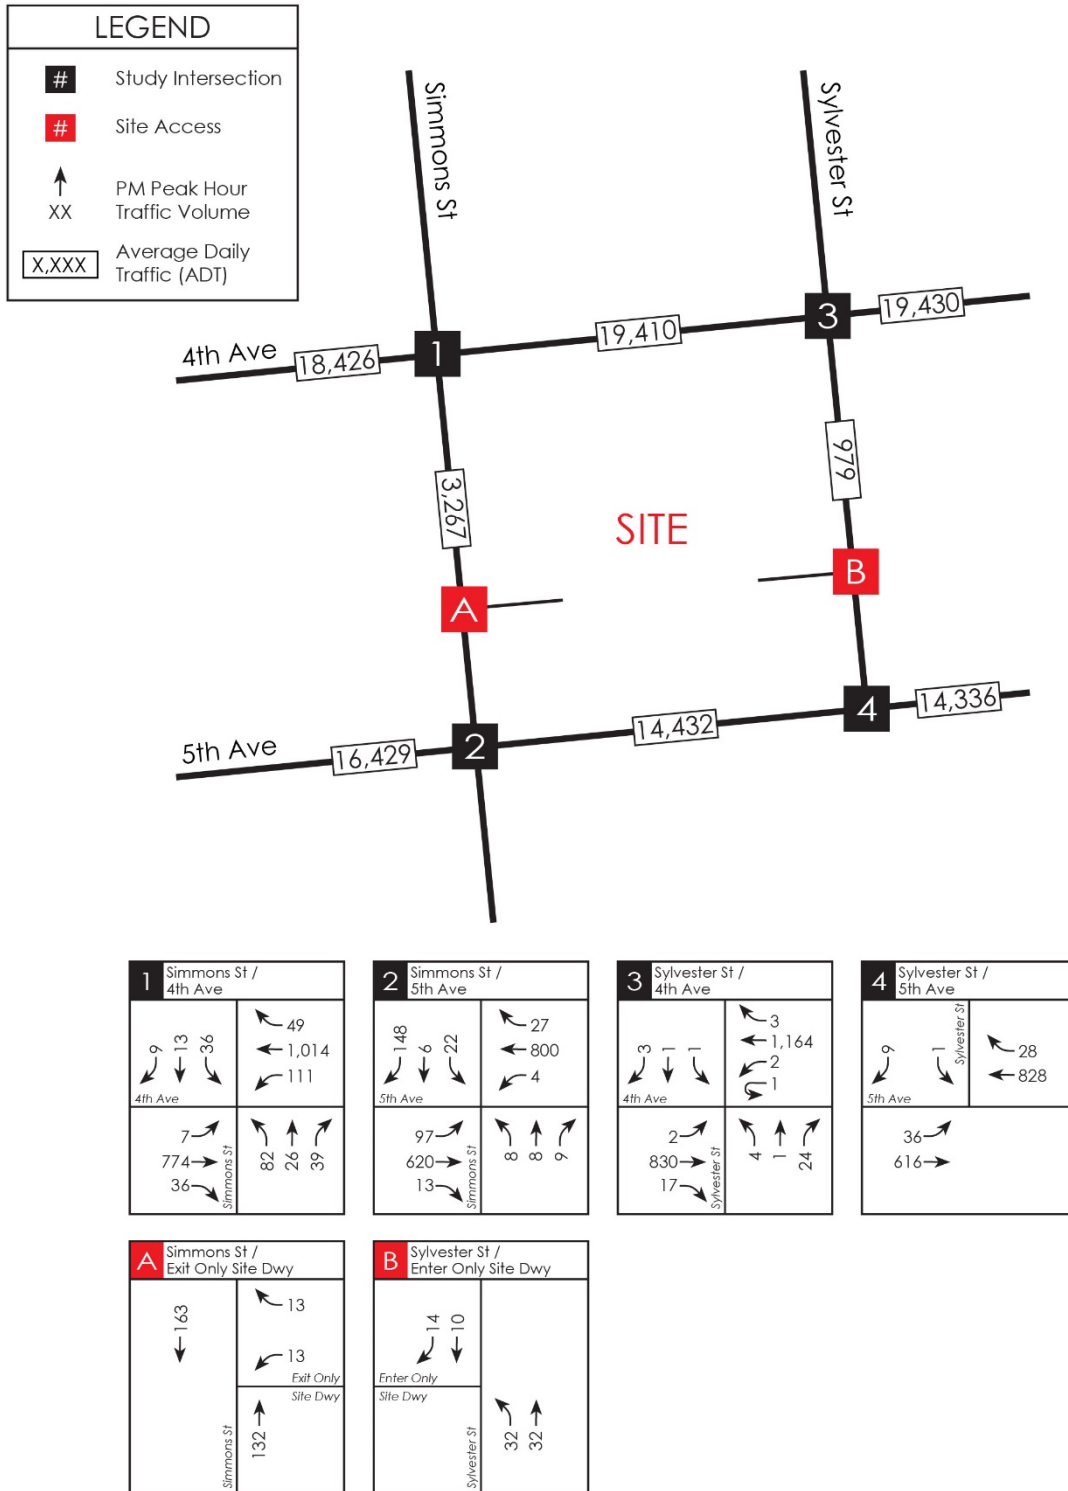 LEGEND
# Study Intersection
# Site Access
XX PM Peak Hour
Traffic Volume
X,XXX Average Daily
Traffic (ADT)
Simmons St
Sylvester St
4th Ave
18,426
1
19,410
3
19,430
3,267
979
SITE
A
B
5th Ave
16,429
2
14,432
4
14,336
1 Simmons St /
4th Ave
9
13
36
49
1,014
111
4th Ave
7
774
36
Simmons St
82
26
39
2 Simmons St /
5th Ave
148
6
22
27
800
4
5th Ave
97
620
13
Simmons St
8
8
9
3 Sylvester St /
4th Ave
3
1
1
3
1,164
2
1
4th Ave
2
830
17
Sylvester St
4
1
24
4 Sylvester St /
5th Ave
9
1
Sylvester St
28
828
5th Ave
36
616
A Simmons St /
Exit Only Site Dwy
163
13
13
Exit Only
Site Dwy
Simmons St
132
B Sylvester St /
Enter Only Site Dwy
14
10
Enter Only
Site Dwy
Sylvester St
32
32